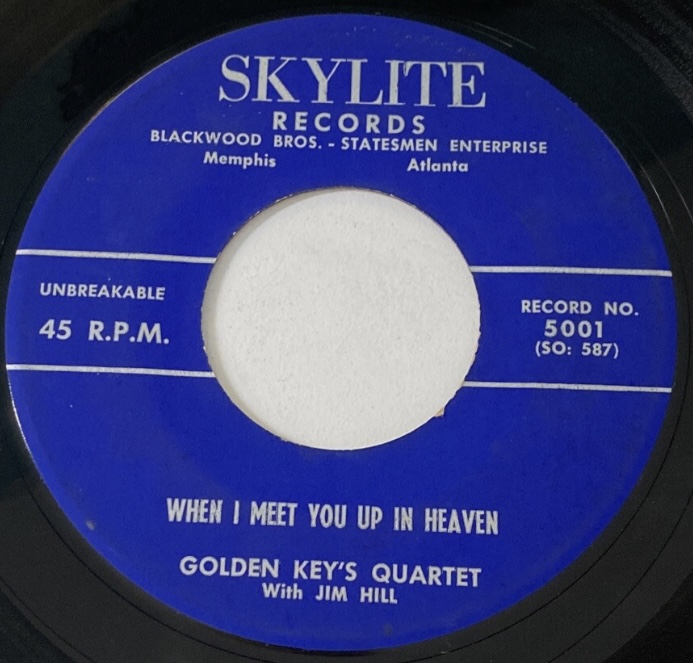 SKYLITE
RECORDS
BLACKWOOD BROS. - STATESMEN ENTERPRISE
Memphis Atlanta
UNBREAKABLE
45 R.P.M.
RECORD NO.
5001
(SO: 587)
WHEN I MEET YOU UP IN HEAVEN
GOLDEN KEY'S QUARTET
With JIM HILL